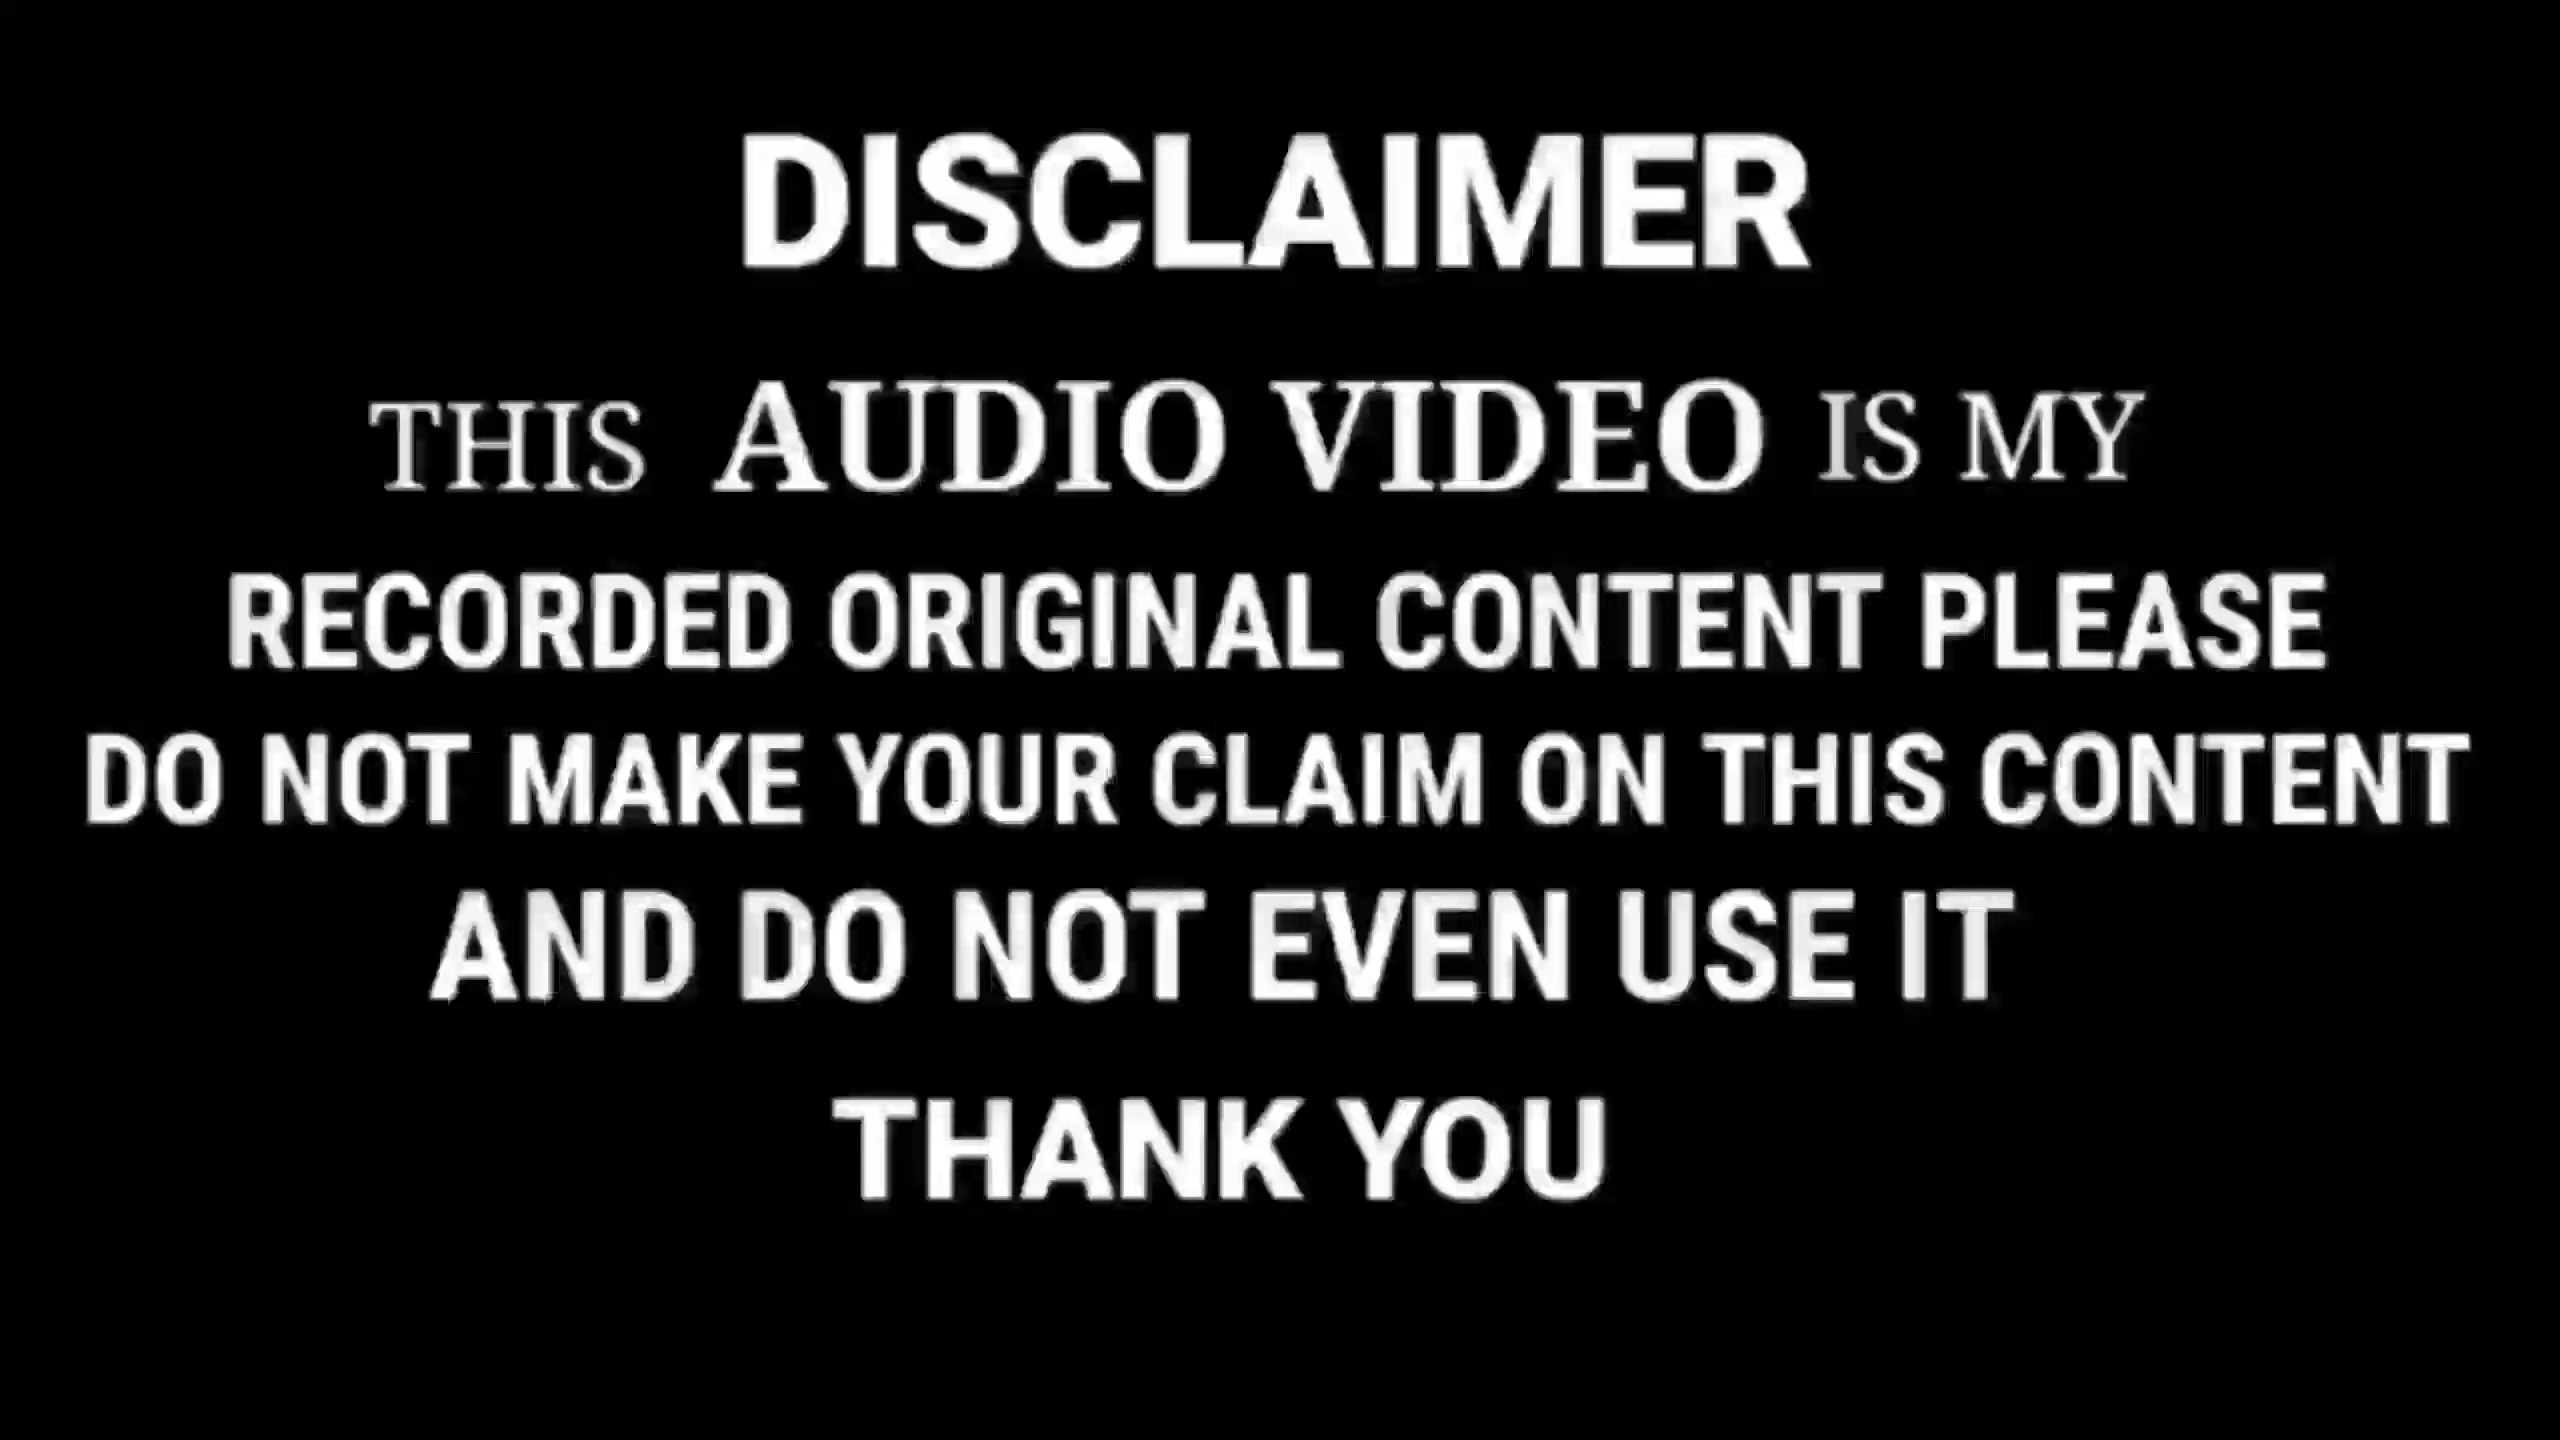 DISCLAIMER
THIS AUDIO VIDEO IS MY
RECORDED ORIGINAL CONTENT PLEASE
DO NOT MAKE YOUR CLAIM ON THIS CONTENT
AND DO NOT EVEN USE IT
THANK YOU